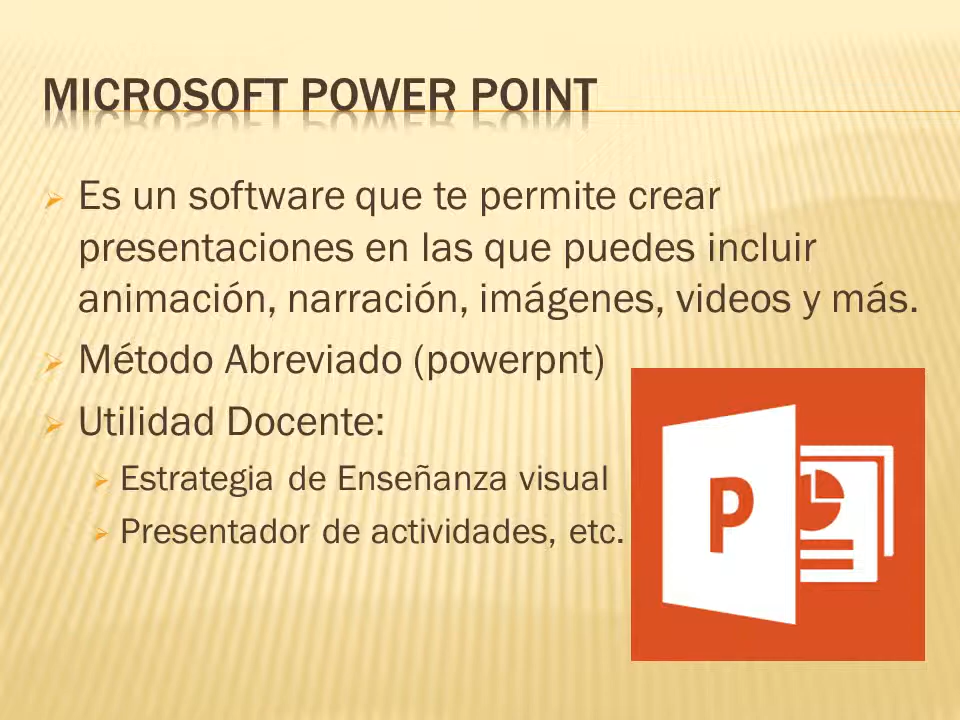 MICROSOFT POWER POINT
Es un software que te permite crear
presentaciones en las que puedes incluir
animación, narración, imágenes, videos y más.
Método Abreviado (powerpnt)
Utilidad Docente:
Estrategia de Enseñanza visual
Presentador de actividades, etc.
P